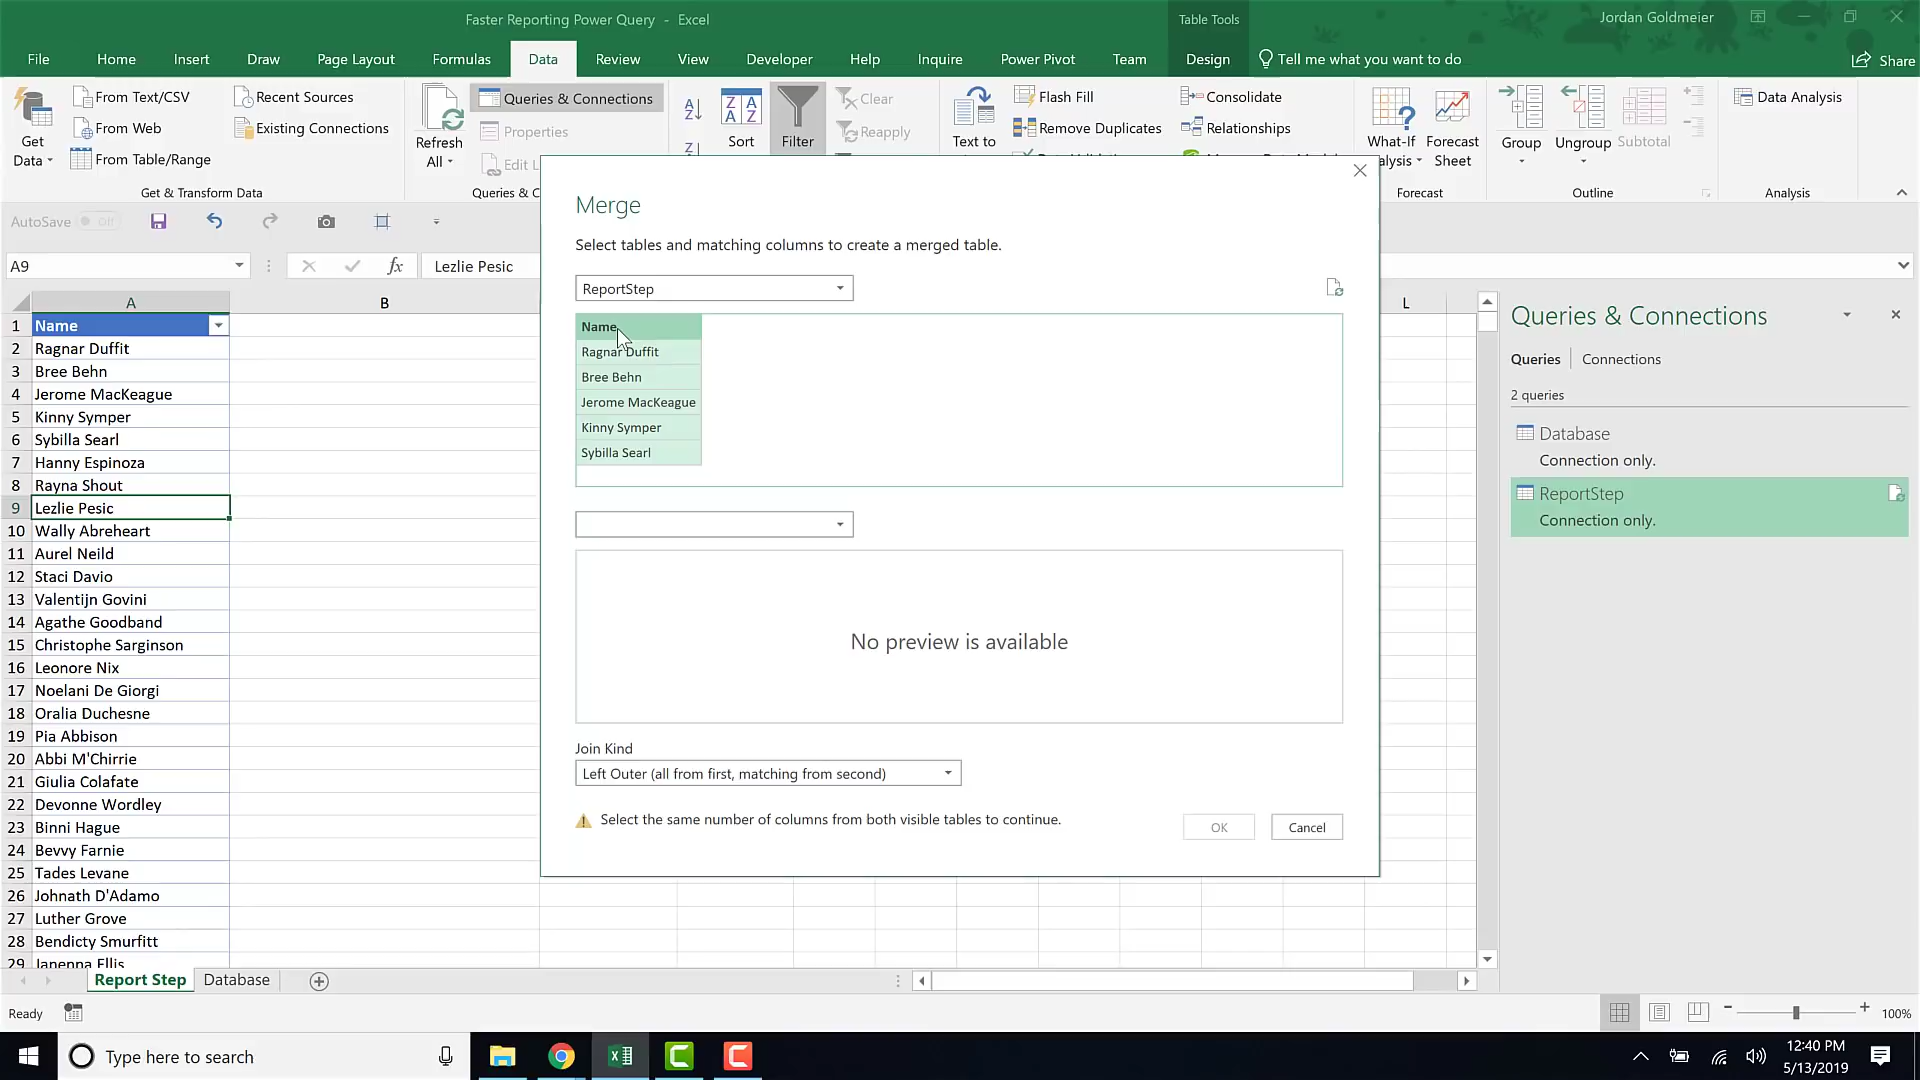 Faster Reporting Power Query - Excel
Table Tools
Jordan Goldmeier
File Home Insert Draw Page Layout Formulas Data Review View Developer Help Inquire Power Pivot Team Design Tell me what you want to do Share
Get Data
From Text/CSV
From Web
From Table/Range
Recent Sources
Existing Connections
Get & Transform Data
Refresh All
Queries & Connections
Properties
Edit L
Queries & C
Sort
Filter
Clear
Reapply
Text to
Flash Fill
Remove Duplicates
Consolidate
Relationships
What-If
alysis
Forecast Sheet
Forecast
Group
Ungroup
Subtotal
Outline
Data Analysis
Analysis
AutoSave Off
A9
fx
Lezlie Pesic
A B L
1 Name
2 Ragnar Duffit
3 Bree Behn
4 Jerome MacKeague
5 Kinny Symper
6 Sybilla Searl
7 Hanny Espinoza
8 Rayna Shout
9 Lezlie Pesic
10 Wally Abreheart
11 Aurel Neild
12 Staci Davio
13 Valentijn Govini
14 Agathe Goodband
15 Christophe Sarginson
16 Leonore Nix
17 Noelani De Giorgi
18 Oralia Duchesne
19 Pia Abbison
20 Abbi M'Chirrie
21 Giulia Colafate
22 Devonne Wordley
23 Binni Hague
24 Bevvy Farnie
25 Tades Levane
26 Johnath D'Adamo
27 Luther Grove
28 Bendicty Smurfitt
29 Janenna Ellis
Merge
Select tables and matching columns to create a merged table.
ReportStep
Name
Ragnar Duffit
Bree Behn
Jerome MacKeague
Kinny Symper
Sybilla Searl
No preview is available
Join Kind
Left Outer (all from first, matching from second)
Select the same number of columns from both visible tables to continue.
OK
Cancel
Queries & Connections
Queries Connections
2 queries
Database
Connection only.
ReportStep
Connection only.
Report Step Database
Ready
100%
Type here to search
12:40 PM
5/13/2019